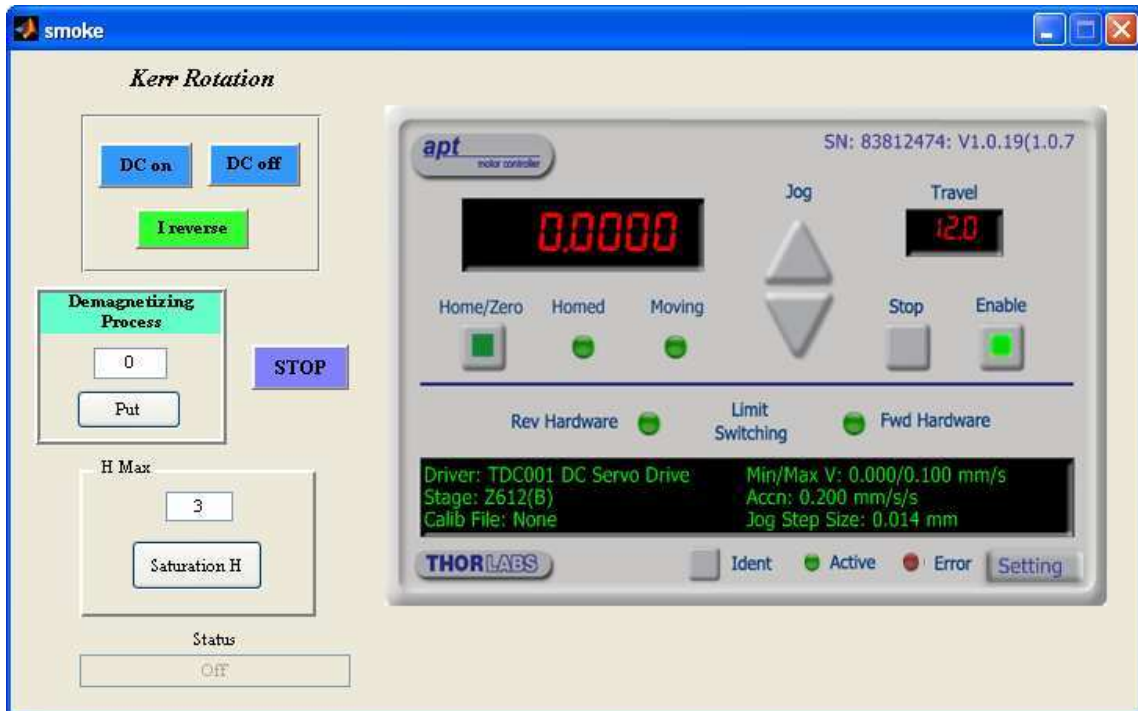 smoke
Kerr Rotation
DC on
DC off
I reverse
Demagnetizing
Process
0
Put
STOP
H Max
3
Saturation H
Status
Off
apt
motor controller
SN: 83812474: V1.0.19(1.0.7
0.0000
Jog
Travel
12.0
Home/Zero
Homed
Moving
Stop
Enable
Rev Hardware
Limit
Switching
Fwd Hardware
Driver: TDC001 DC Servo Drive
Stage: Z612(B)
Calib File: None
Min/Max V: 0.000/0.100 mm/s
Accn: 0.200 mm/s/s
Jog Step Size: 0.014 mm
THORLABS
Ident
Active
Error
Setting